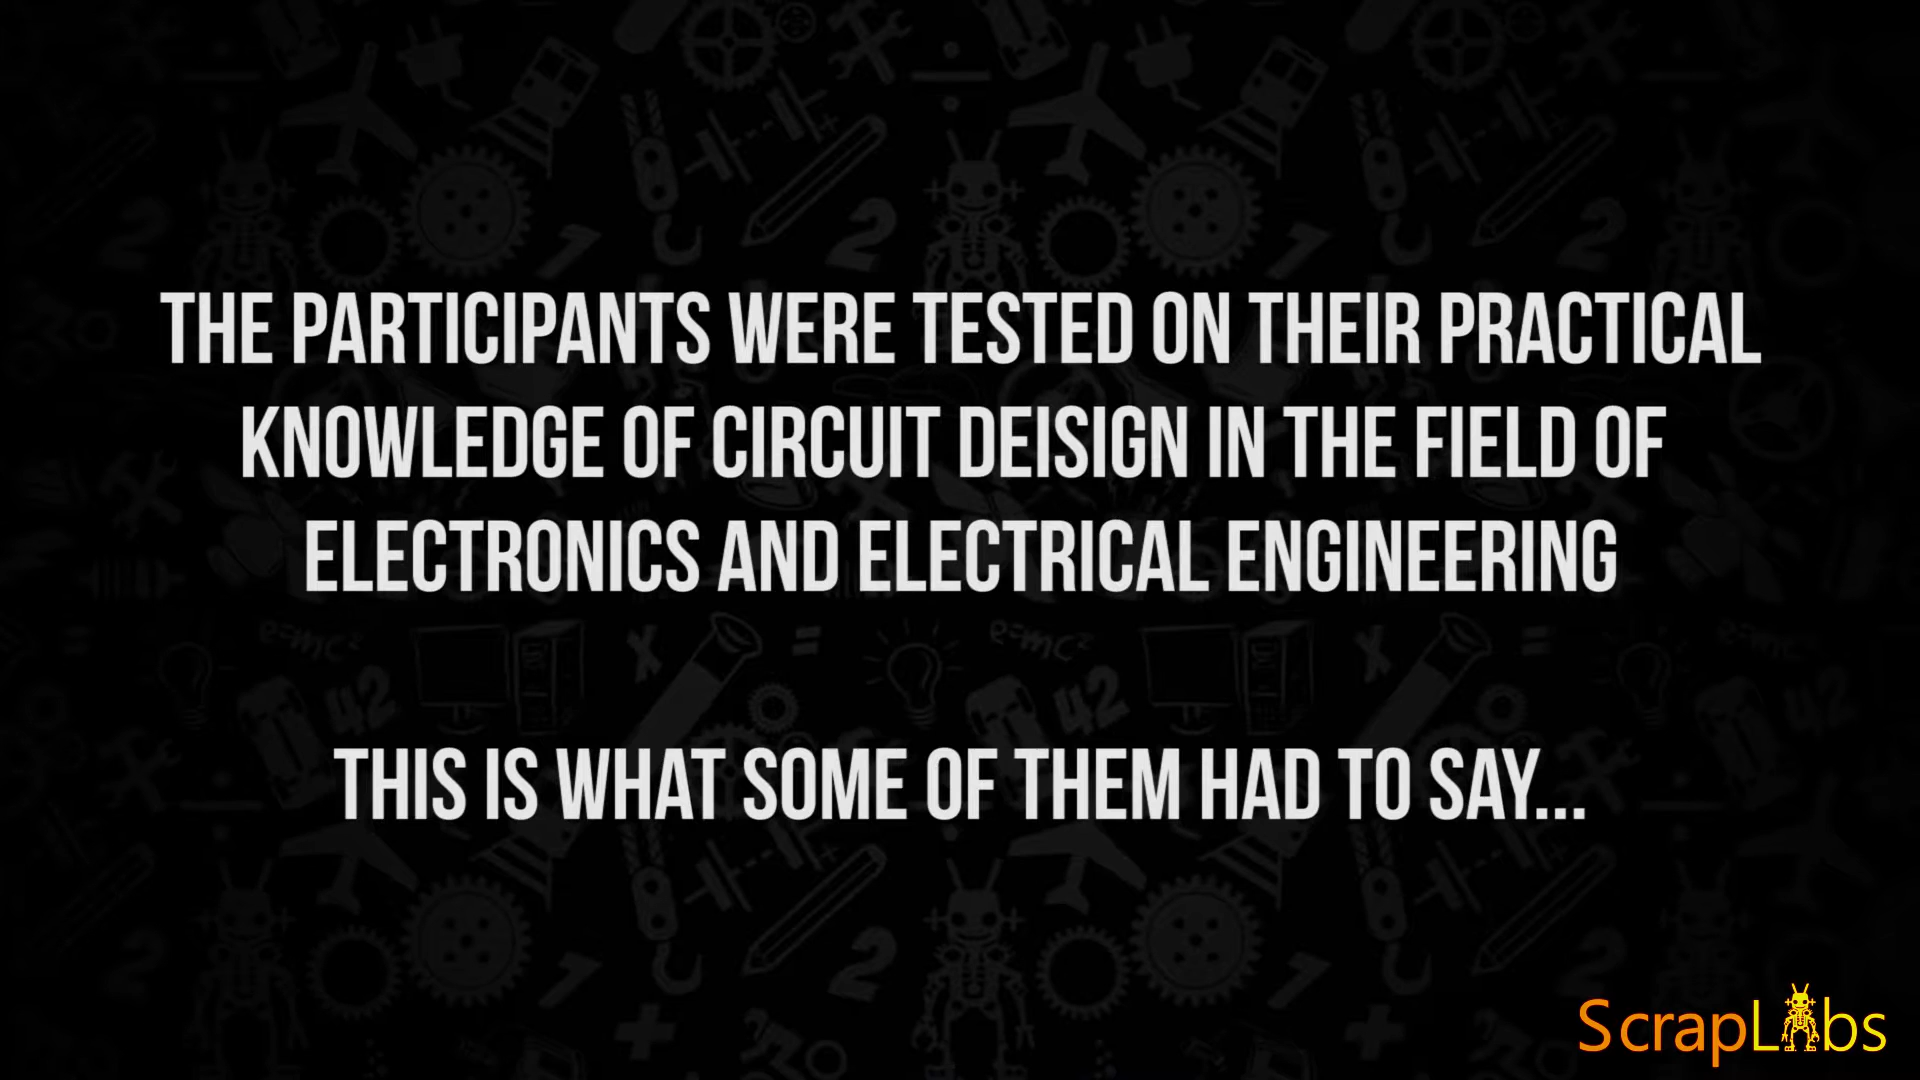 THE PARTICIPANTS WERE TESTED ON THEIR PRACTICAL
KNOWLEDGE OF CIRCUIT DEISIGN IN THE FIELD OF
ELECTRONICS AND ELECTRICAL ENGINEERING
THIS IS WHAT SOME OF THEM HAD TO SAY...
ScrapLabs